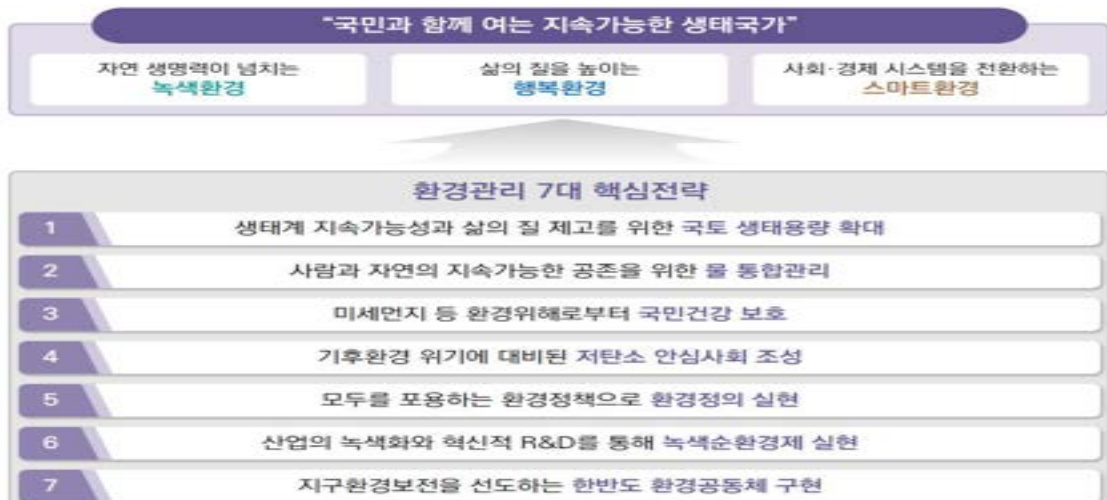 “국민과 함께 여는 지속가능한 생태국가”
자연 생명력이 넘치는
녹색환경
삶의 질을 높이는
행복환경
사회·경제 시스템을 전환하는
스마트환경
환경관리 7대 핵심전략
1 생태계 지속가능성과 삶의 질 제고를 위한 국토 생태용량 확대
2 사람과 자연의 지속가능한 공존을 위한 물 통합관리
3 미세먼지 등 환경위해로부터 국민건강 보호
4 기후환경 위기에 대비된 저탄소 안심사회 조성
5 모두를 포용하는 환경정책으로 환경정의 실현
6 산업의 녹색화와 혁신적 R&D를 통해 녹색순환경제 실현
7 지구환경보전을 선도하는 한반도 환경공동체 구현